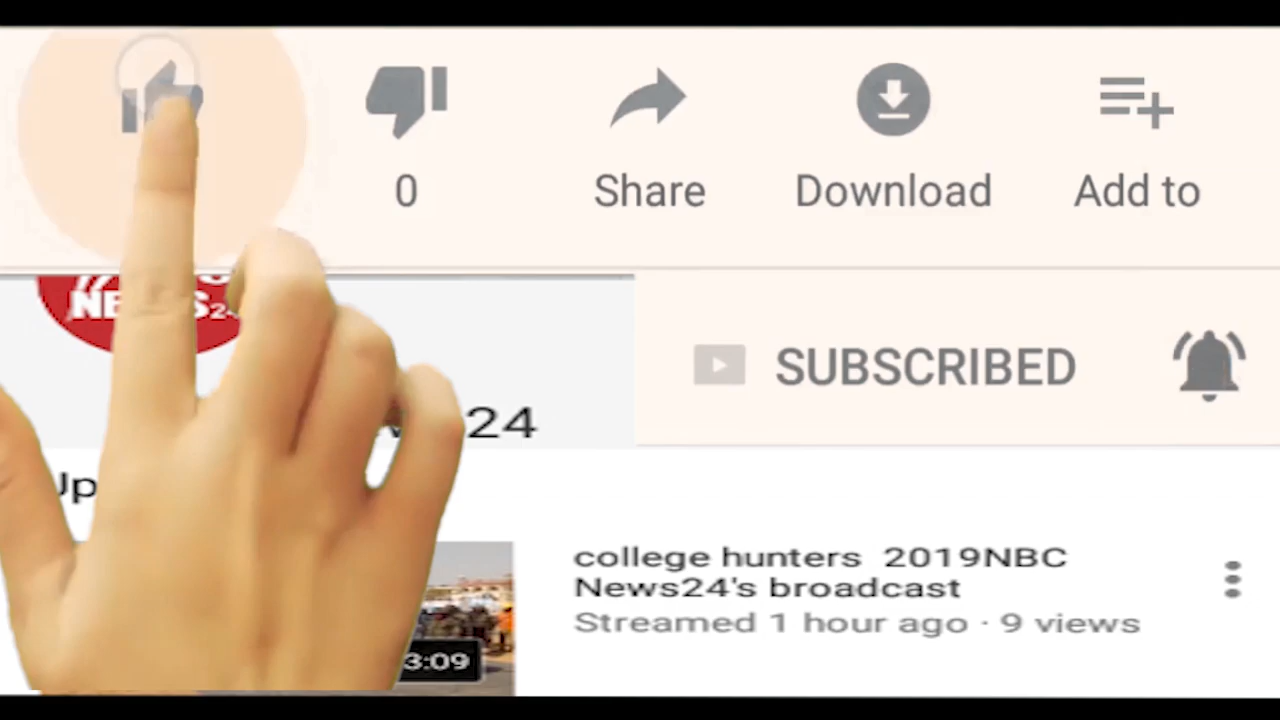 0
Share
Download
Add to
SUBSCRIBED
24
college hunters 2019NBC
News24's broadcast
Streamed 1 hour ago · 9 views
3:09